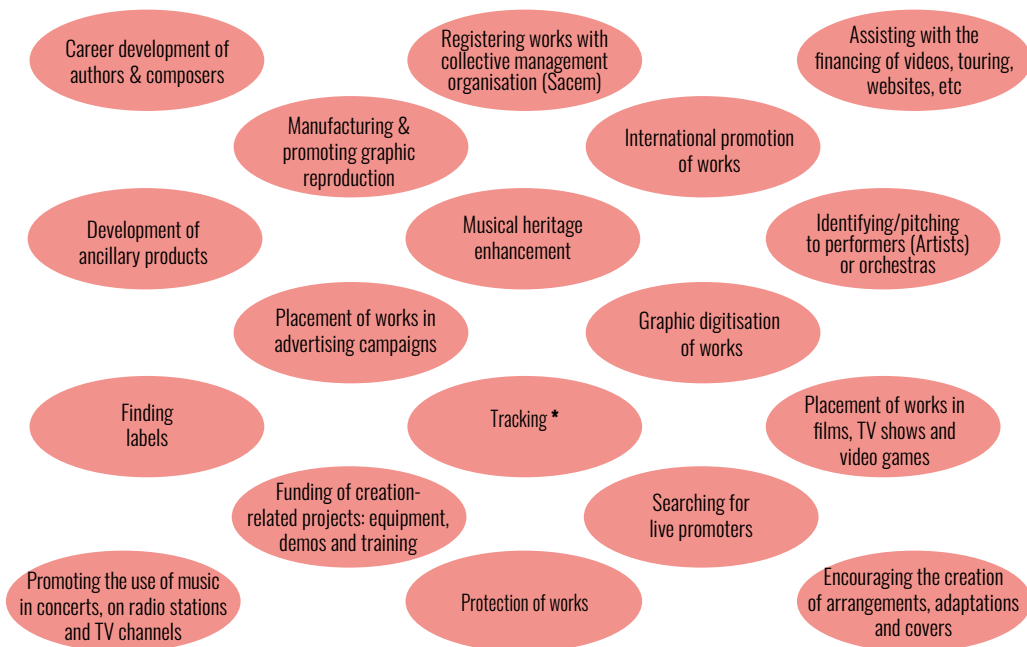 Career development of
authors & composers
Registering works with
collective management
organisation (Sacem)
Assisting with the
financing of videos, touring,
websites, etc
Manufacturing &
promoting graphic
reproduction
International promotion
of works
Development of
ancillary products
Musical heritage
enhancement
Identifying/pitching
to performers (Artists)
or orchestras
Placement of works in
advertising campaigns
Graphic digitisation
of works
Finding
labels
Tracking *
Placement of works in
films, TV shows and
video games
Funding of creation-
related projects: equipment,
demos and training
Searching for
live promoters
Promoting the use of music
in concerts, on radio stations
and TV channels
Protection of works
Encouraging the creation
of arrangements, adaptations
and covers